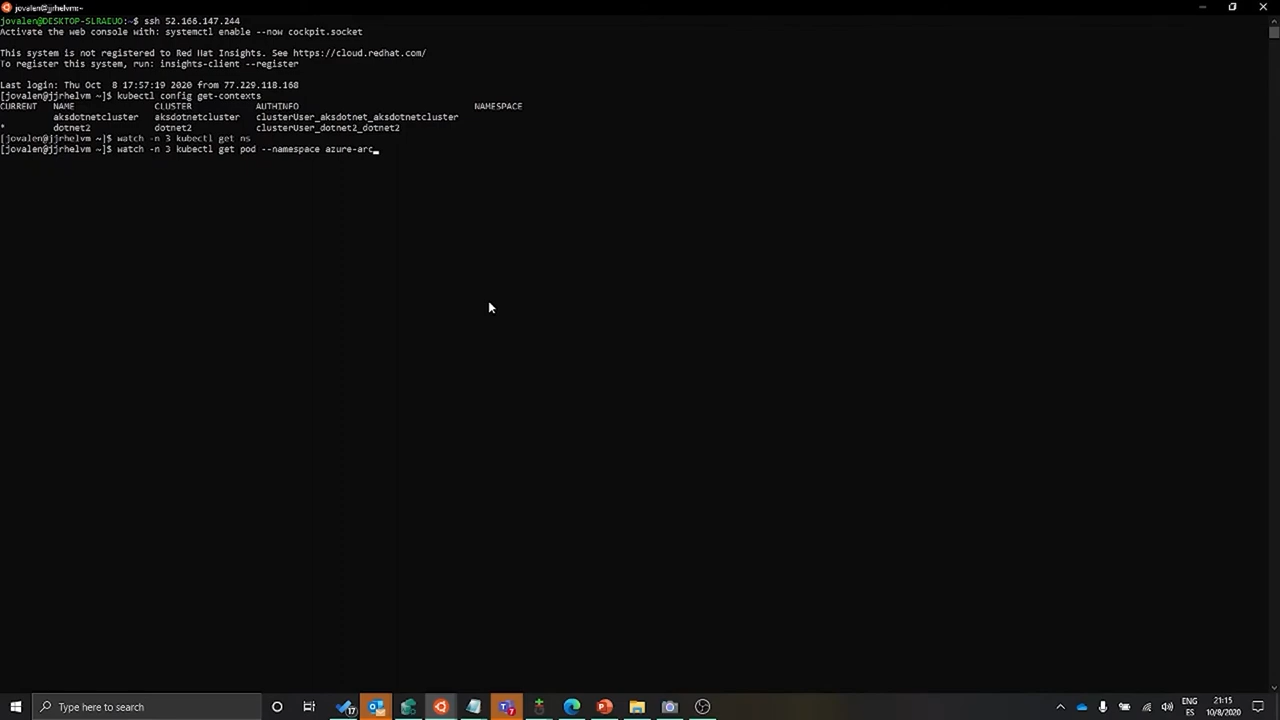 jovalen@jjrhelvm:~
jovalen@DESKTOP-SLRAEUO:~$ ssh 52.166.147.244
Activate the web console with: systemctl enable --now cockpit.socket
This system is not registered to Red Hat Insights. See https://cloud.redhat.com/
To register this system, run: insights-client --register
Last login: Thu Oct  8 17:57:19 2020 from 77.229.118.168
[jovalen@jjrhelvm ~]$ kubectl config get-contexts
CURRENT   NAME             CLUSTER          AUTHINFO                                     NAMESPACE
aksdotnetcluster   aksdotnetcluster   clusterUser_aksdotnet_aksdotnetcluster
*         dotnet2            dotnet2            clusterUser_dotnet2_dotnet2
[jovalen@jjrhelvm ~]$ watch -n 3 kubectl get ns
[jovalen@jjrhelvm ~]$ watch -n 3 kubectl get pod --namespace azure-arc
Type here to search
17
7
ENG
ES
21:15
10/8/2020